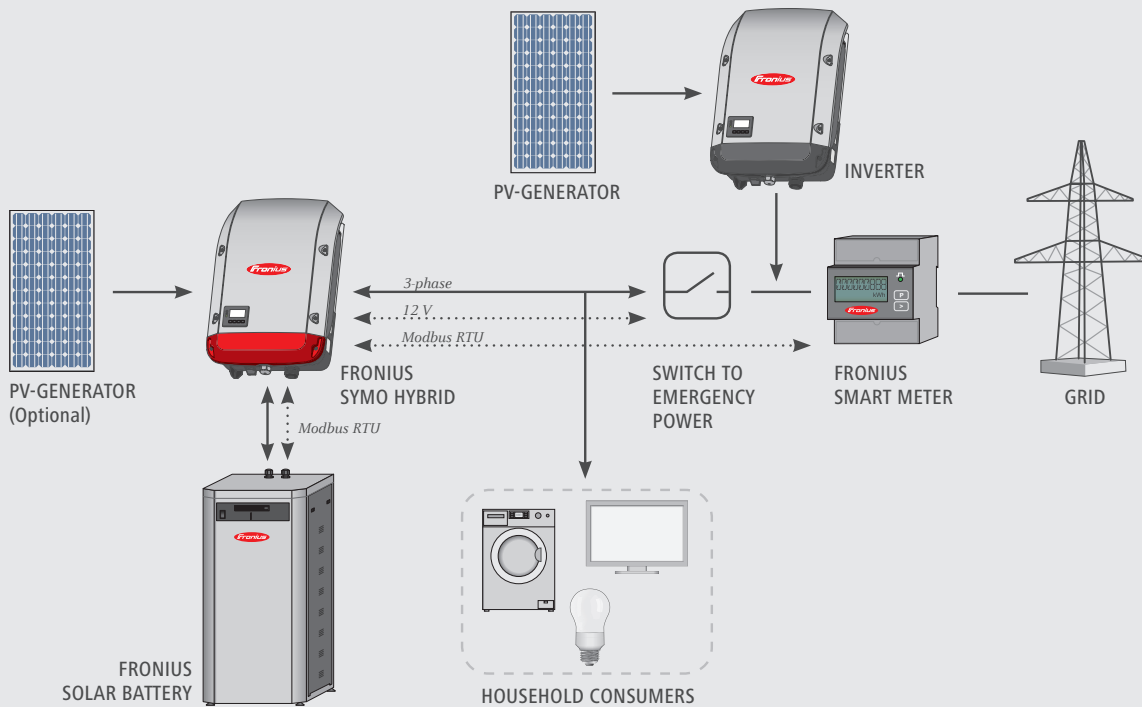 Fronius
PV-GENERATOR
INVERTER
Fronius
PV-GENERATOR
(Optional)
FRONIUS
SYMO HYBRID
3-phase
12 V
Modbus RTU
SWITCH TO
EMERGENCY
POWER
kWh
P
>
Fronius
FRONIUS
SMART METER
GRID
Modbus RTU
Fronius
FRONIUS
SOLAR BATTERY
HOUSEHOLD CONSUMERS